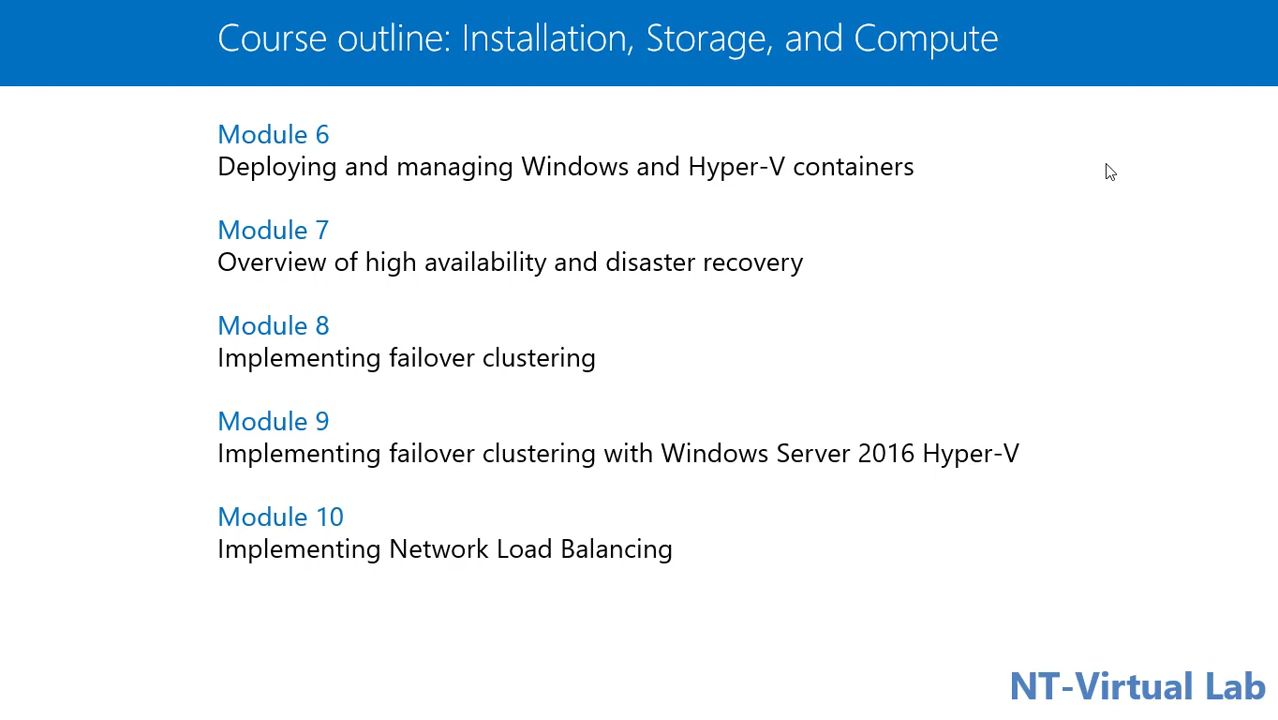 Course outline: Installation, Storage, and Compute
Module 6
Deploying and managing Windows and Hyper-V containers
Module 7
Overview of high availability and disaster recovery
Module 8
Implementing failover clustering
Module 9
Implementing failover clustering with Windows Server 2016 Hyper-V
Module 10
Implementing Network Load Balancing
NT-Virtual Lab